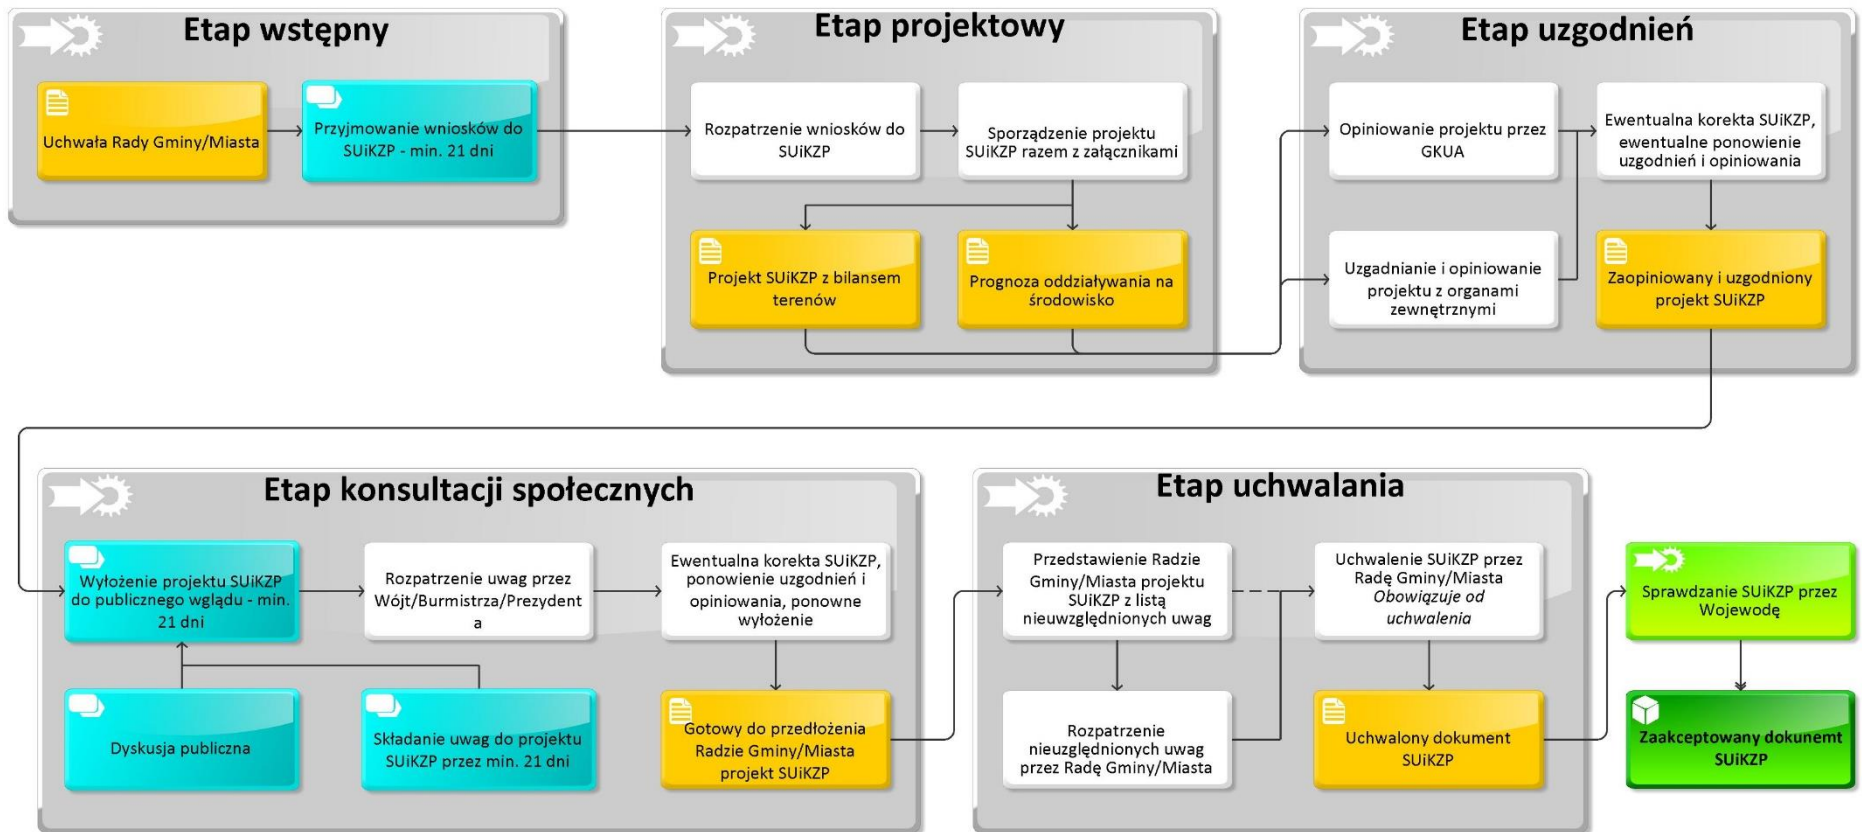 Etap wstępny
Uchwała Rady Gminy/Miasta
Przyjmowanie wniosków do
SUiKZP - min. 21 dni
Etap projektowy
Rozpatrzenie wniosków do
SUiKZP
Sporządzenie projektu
SUiKZP razem z załącznikami
Projekt SUiKZP z bilansem
terenów
Prognoza oddziaływania na
środowisko
Etap uzgodnień
Opiniowanie projektu przez
GKUA
Ewentualna korekta SUiKZP,
ewentualne ponowienie
uzgodnień i opiniowania
Uzgadnianie i opiniowanie
projektu z organami
zewnętrznymi
Zaopiniowany i uzgodniony
projekt SUiKZP
Etap konsultacji społecznych
Wyłożenie projektu SUiKZP
do publicznego wglądu - min.
21 dni
Rozpatrzenie uwag przez
Wójt/Burmistrza/Prezydent
a
Ewentualna korekta SUiKZP,
ponowienie uzgodnień i
opiniowania, ponowne
wyłożenie
Dyskusja publiczna
Składanie uwag do projektu
SUiKZP przez min. 21 dni
Gotowy do przedłożenia
Radzie Gminy/Miasta
projekt SUiKZP
Etap uchwalania
Przedstawienie Radzie
Gminy/Miasta projektu
SUiKZP z listą
nieuwzględnionych uwag
Uchwalenie SUiKZP przez
Radę Gminy/Miasta
Obowiązuje od
uchwalenia
Rozpatrzenie
nieuzględnionych uwag
przez Radę Gminy/Miasta
Uchwalony dokument
SUiKZP
Sprawdzanie SUiKZP przez
Wojewodę
Zaakceptowany dokunemt
SUiKZP